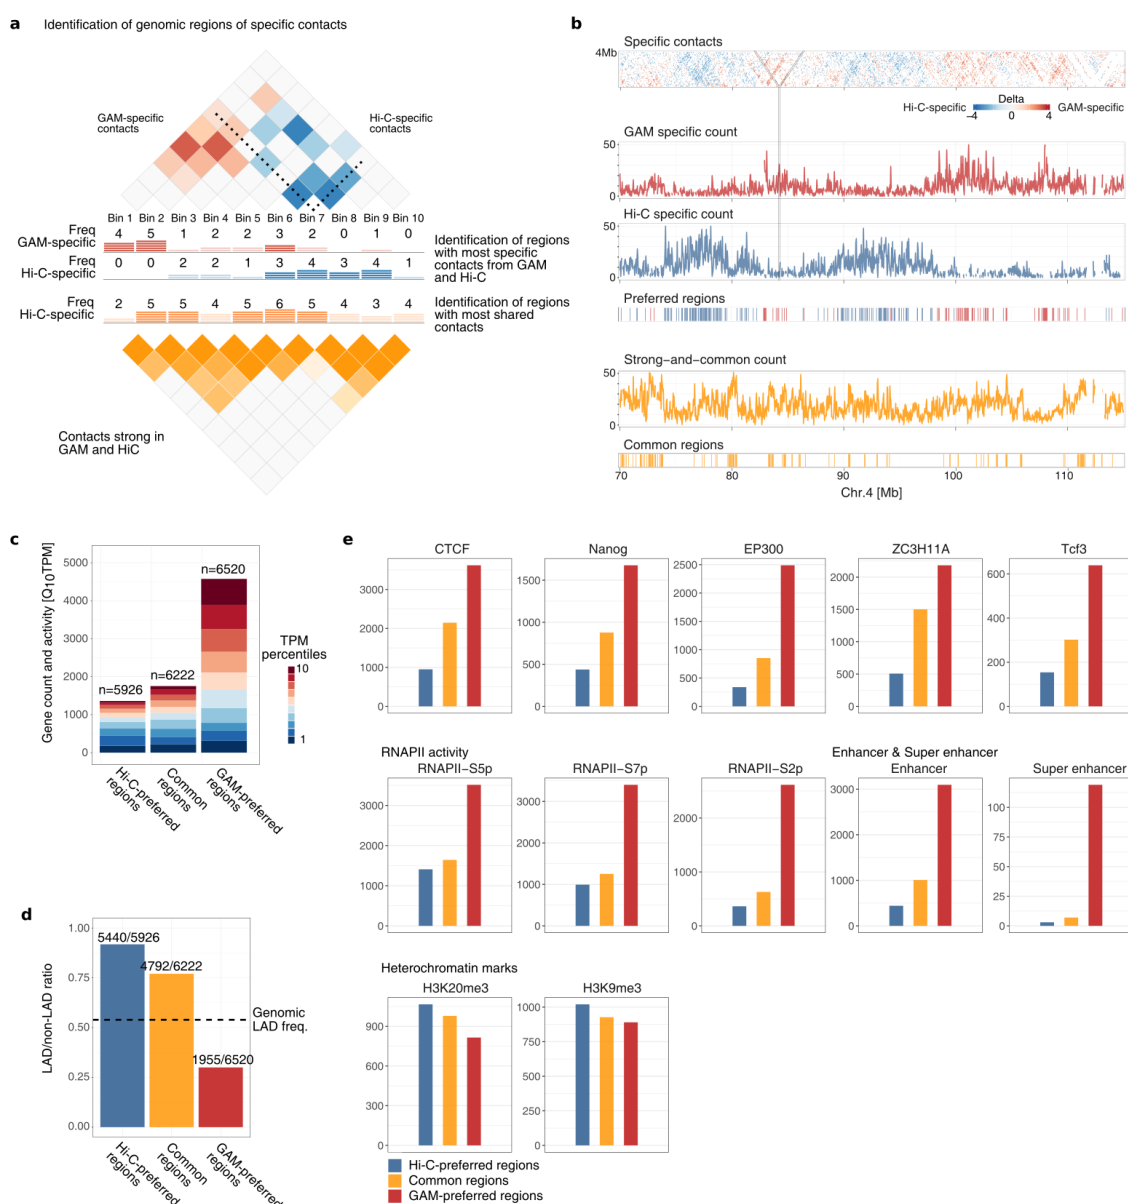 a Identification of genomic regions of specific contacts
GAM-specific
contacts
Hi-C-specific
contacts
Bin 1 Bin 2 Bin 3 Bin 4 Bin 5 Bin 6 Bin 7 Bin 8 Bin 9 Bin 10
Freq
GAM-specific
4 5 1 2 2 3 2 0 1 0
Freq
Hi-C-specific
0 0 2 2 1 3 4 3 4 1
Identification of regions
with most specific
contacts from GAM
and Hi-C
Freq
Hi-C-specific
2 5 5 4 5 6 5 4 3 4
Identification of regions
with most shared
contacts
Contacts strong in
GAM and HiC
b
Specific contacts
4Mb
Delta
Hi-C-specific GAM-specific
−4 0 4
GAM specific count
50
0
Hi-C specific count
50
0
Preferred regions
Strong−and−common count
50
0
Common regions
70 80 90 100 110
Chr.4 [Mb]
c
Gene count and activity [Q10TPM]
5000
4000
3000
2000
1000
0
n=5926
n=6222
n=6520
TPM
percentiles
10
1
Hi-C-preferred
regions
Common
regions
GAM-preferred
regions
d
LAD/non-LAD ratio
1.00
0.75
0.50
0.25
0.00
5440/5926
4792/6222
1955/6520
Genomic
LAD freq.
Hi-C-preferred
regions
Common
regions
GAM-preferred
regions
e
CTCF
3000
2000
1000
0
Nanog
1500
1000
500
0
EP300
2500
2000
1500
1000
500
0
ZC3H11A
2000
1500
1000
500
0
Tcf3
600
400
200
0
RNAPII activity
RNAPII−S5p
3000
2000
1000
0
RNAPII−S7p
3000
2000
1000
0
RNAPII−S2p
2000
1000
0
Enhancer & Super enhancer
Enhancer
3000
2000
1000
0
Super enhancer
100
75
50
25
0
Heterochromatin marks
H3K20me3
900
600
300
0
H3K9me3
1000
750
500
250
0
Hi-C-preferred regions
Common regions
GAM-preferred regions